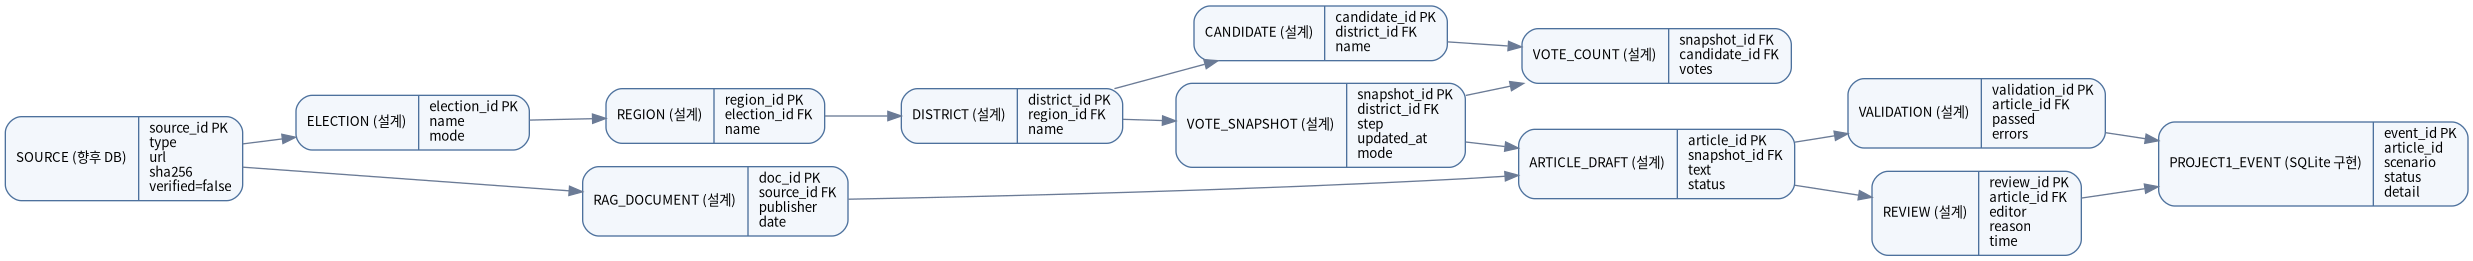 SOURCE (향후 DB)
source_id PK
type
url
sha256
verified=false
ELECTION (설계)
election_id PK
name
mode
RAG_DOCUMENT (설계)
doc_id PK
source_id FK
publisher
date
REGION (설계)
region_id PK
election_id FK
name
DISTRICT (설계)
district_id PK
region_id FK
name
CANDIDATE (설계)
candidate_id PK
district_id FK
name
VOTE_SNAPSHOT (설계)
snapshot_id PK
district_id FK
step
updated_at
mode
VOTE_COUNT (설계)
snapshot_id FK
candidate_id FK
votes
ARTICLE_DRAFT (설계)
article_id PK
snapshot_id FK
text
status
VALIDATION (설계)
validation_id PK
article_id FK
passed
errors
REVIEW (설계)
review_id PK
article_id FK
editor
reason
time
PROJECT1_EVENT (SQLite 구현)
event_id PK
article_id
scenario
status
detail